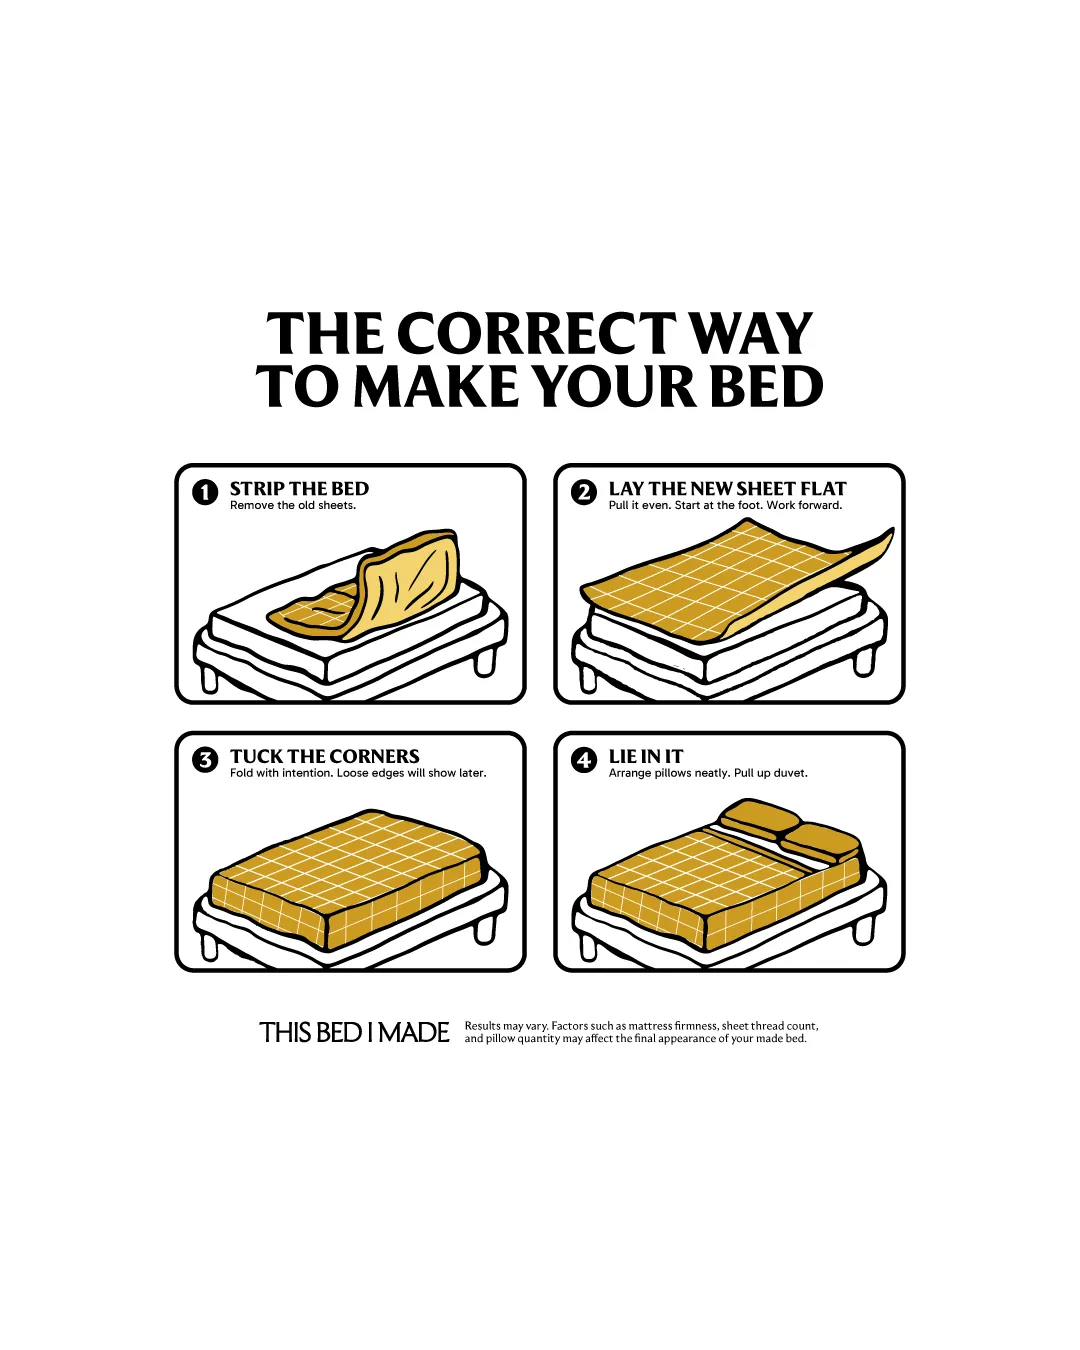 THE CORRECT WAY
TO MAKE YOUR BED
1 STRIP THE BED
Remove the old sheets.
2 LAY THE NEW SHEET FLAT
Pull it even. Start at the foot. Work forward.
3 TUCK THE CORNERS
Fold with intention. Loose edges will show later.
4 LIE IN IT
Arrange pillows neatly. Pull up duvet.
THIS BED I MADE
Results may vary. Factors such as mattress firmness, sheet thread count,
and pillow quantity may affect the final appearance of your made bed.